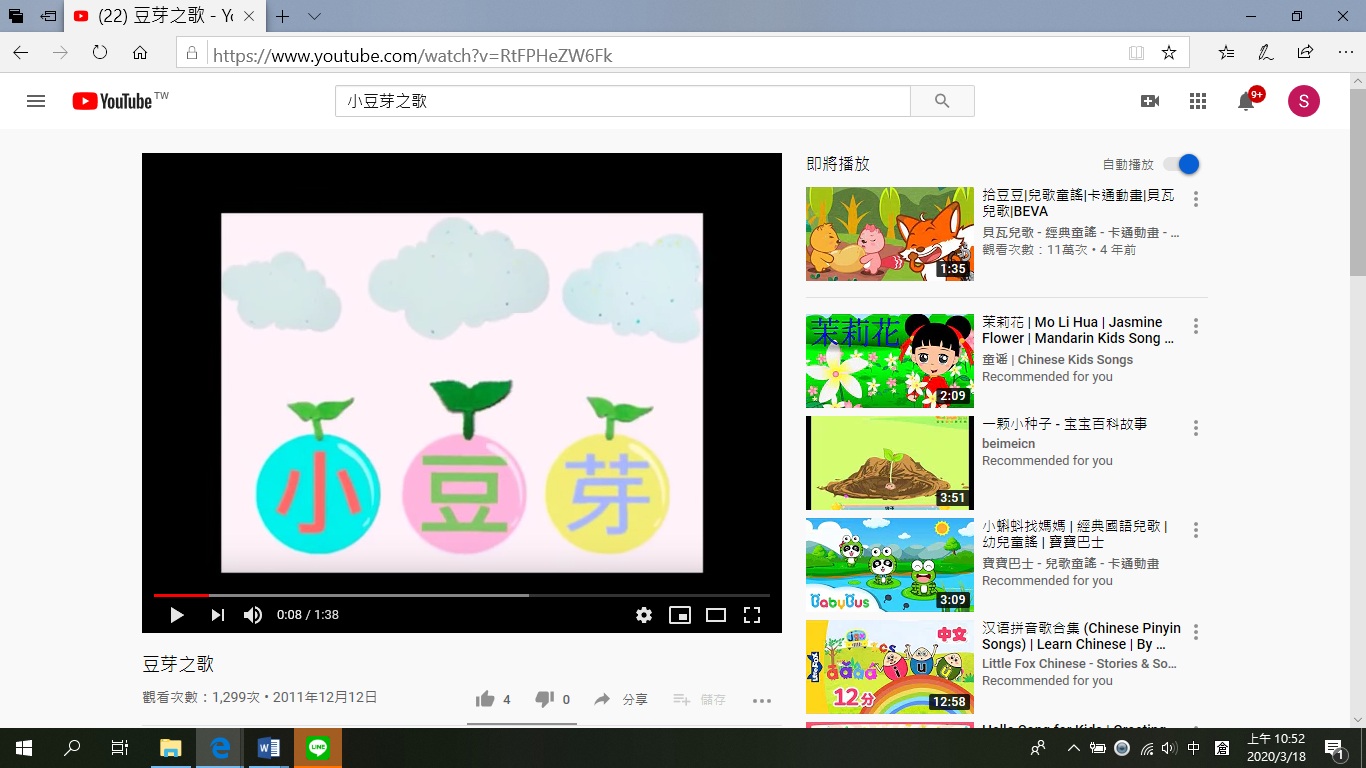 (22) 豆芽之歌 - Yo
https://www.youtube.com/watch?v=RtFPHeZW6Fk
YouTube TW
小豆芽之歌
9+
S
小豆芽
0:08 / 1:38
豆芽之歌
觀看次數：1,299次 • 2011年12月12日
4
0
分享
儲存
即將播放
自動播放
1:35
拾豆豆|兒歌童謠|卡通動畫|貝瓦
兒歌|BEVA
貝瓦兒歌 - 經典童謠 - 卡通動畫 - ...
觀看次數：11萬次 • 4 年前
茉莉花
2:09
茉莉花 | Mo Li Hua | Jasmine
Flower | Mandarin Kids Song ...
童谣 | Chinese Kids Songs
Recommended for you
3:51
一颗小种子 - 宝宝百科故事
beimeicn
Recommended for you
BabyBus
3:09
小蝌蚪找媽媽 | 經典國語兒歌 |
幼兒童謠 | 寶寶巴士
寶寶巴士 - 兒歌童謠 - 卡通動畫
Recommended for you
中文
12分
12:58
汉语拼音歌合集 (Chinese Pinyin
Songs) | Learn Chinese | By ...
Little Fox Chinese - Stories & So...
Recommended for you
Hello Song for Kids | Greeting
LINE
中
倉
上午 10:52
2020/3/18
1